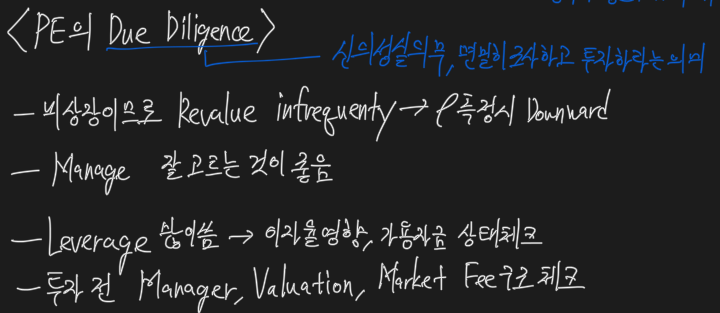 <PE의 Due Diligence>
신의성실의무, 면밀히 조사하고 투자하라는 의미
— 비상장이므로 Revalue infrequenty → ρ측정시 Downward
— Manage 잘 고르는 것이 좋음
— Leverage 많이씀 → 이자율영향, 가용자금 상태체크
— 투자 전 Manager, Valuation, Market Fee구조 체크